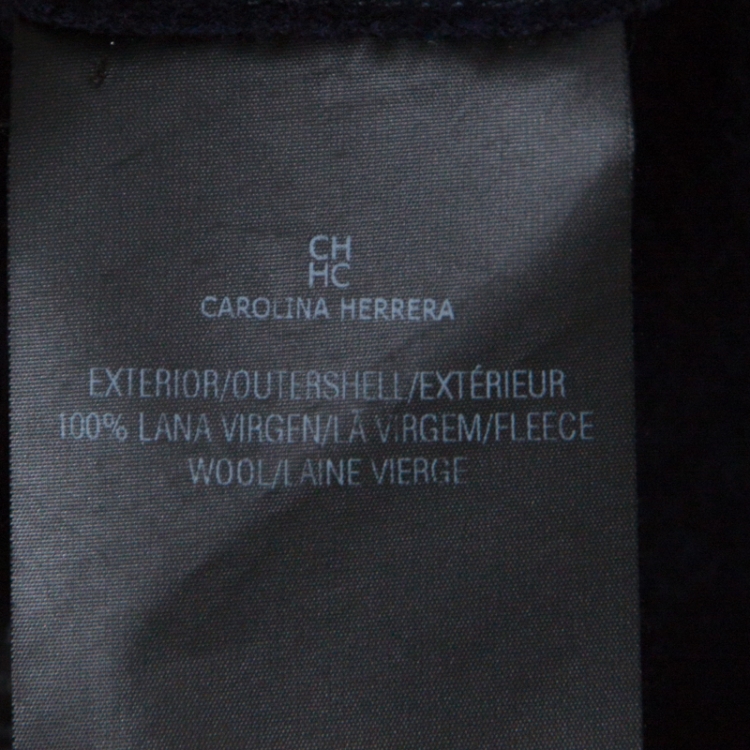 CH
HC
CAROLINA HERRERA
EXTERIOR/OUTERSHELL/EXTÉRIEUR
100% LANA VIRGEN/LÃ VIRGEM/FLEECE
WOOL/LAINE VIERGE